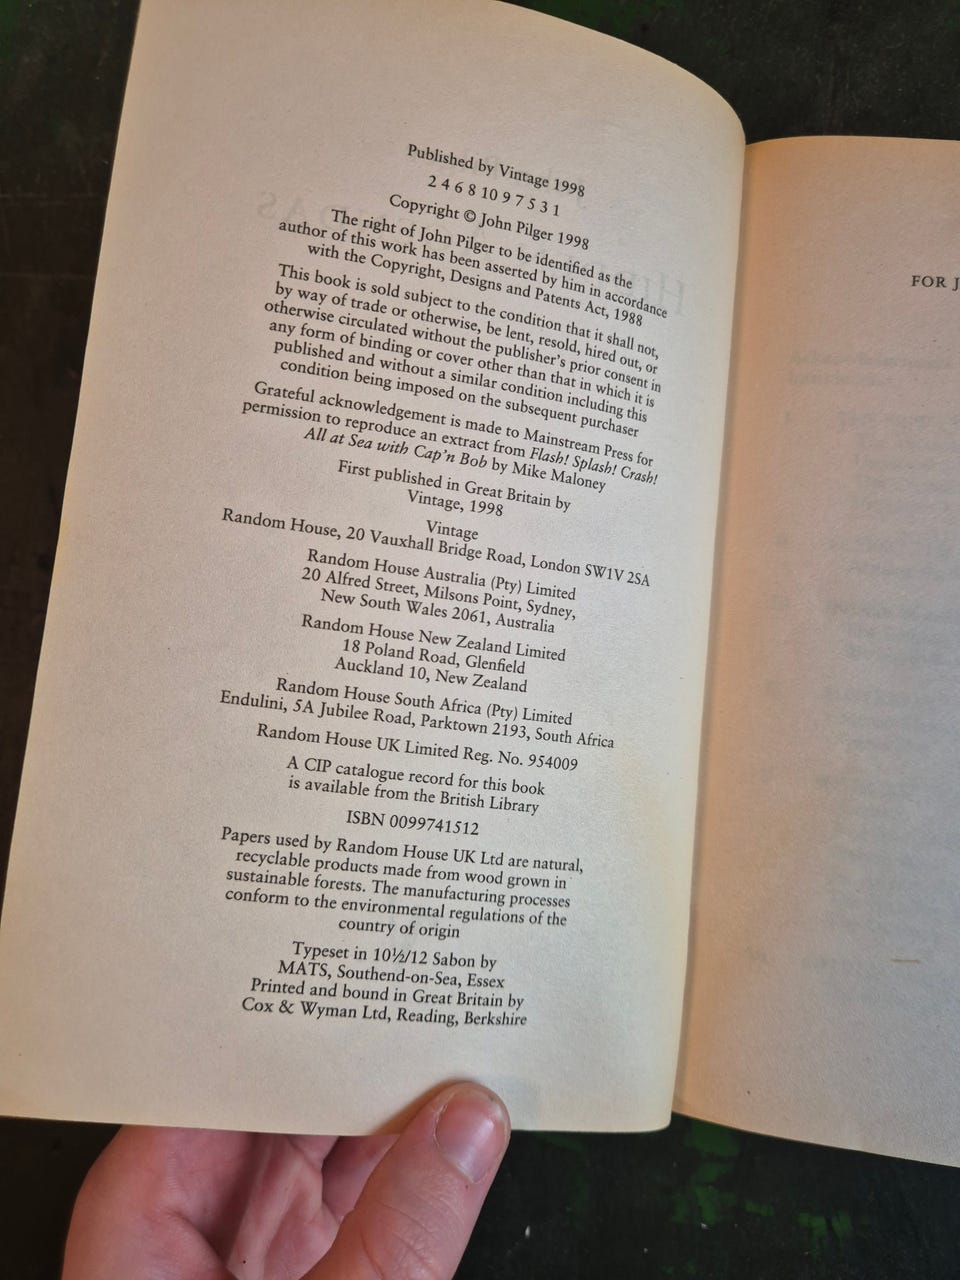 Published by Vintage 1998
2 4 6 8 10 9 7 5 3 1
Copyright © John Pilger 1998
The right of John Pilger to be identified as the
author of this work has been asserted by him in accordance
with the Copyright, Designs and Patents Act, 1988
This book is sold subject to the condition that it shall not,
by way of trade or otherwise, be lent, resold, hired out, or
otherwise circulated without the publisher's prior consent in
any form of binding or cover other than that in which it is
published and without a similar condition including this
condition being imposed on the subsequent purchaser
Grateful acknowledgement is made to Mainstream Press for
permission to reproduce an extract from Flash! Splash! Crash!
All at Sea with Cap'n Bob by Mike Maloney
First published in Great Britain by
Vintage, 1998
Vintage
Random House, 20 Vauxhall Bridge Road, London SW1V 2SA
Random House Australia (Pty) Limited
20 Alfred Street, Milsons Point, Sydney,
New South Wales 2061, Australia
Random House New Zealand Limited
18 Poland Road, Glenfield
Auckland 10, New Zealand
Random House South Africa (Pty) Limited
Endulini, 5A Jubilee Road, Parktown 2193, South Africa
Random House UK Limited Reg. No. 954009
A CIP catalogue record for this book
is available from the British Library
ISBN 0099741512
Papers used by Random House UK Ltd are natural,
recyclable products made from wood grown in
sustainable forests. The manufacturing processes
conform to the environmental regulations of the
country of origin
Typeset in 10½/12 Sabon by
MATS, Southend-on-Sea, Essex
Printed and bound in Great Britain by
Cox & Wyman Ltd, Reading, Berkshire
FOR J